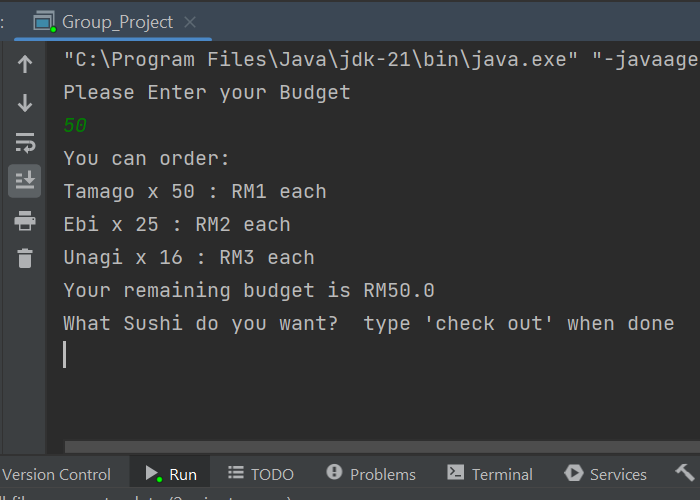 Group_Project
"C:\Program Files\Java\jdk-21\bin\java.exe" "-javaage
Please Enter your Budget
50
You can order:
Tamago x 50 : RM1 each
Ebi x 25 : RM2 each
Unagi x 16 : RM3 each
Your remaining budget is RM50.0
What Sushi do you want?  type 'check out' when done
Version Control Run TODO Problems Terminal Services